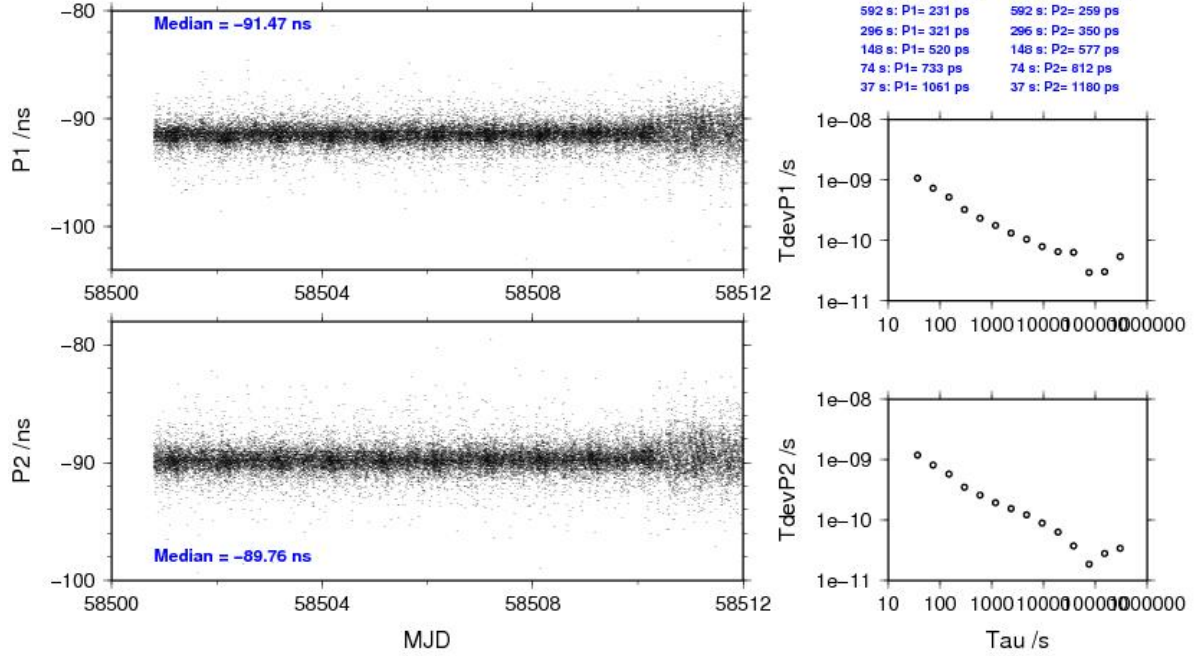 Median = −91.47 ns
−80
−90
−100
P1 /ns
58500 58504 58508 58512
Median = −89.76 ns
−80
−90
−100
P2 /ns
58500 58504 58508 58512
MJD
592 s: P1= 231 ps 592 s: P2= 259 ps
296 s: P1= 321 ps 296 s: P2= 350 ps
148 s: P1= 520 ps 148 s: P2= 577 ps
74 s: P1= 733 ps 74 s: P2= 812 ps
37 s: P1= 1061 ps 37 s: P2= 1180 ps
1e−08
1e−09
1e−10
1e−11
TdevP1 /s
10 100 1000 10000 100000 1000000
1e−08
1e−09
1e−10
1e−11
TdevP2 /s
10 100 1000 10000 100000 1000000
Tau /s